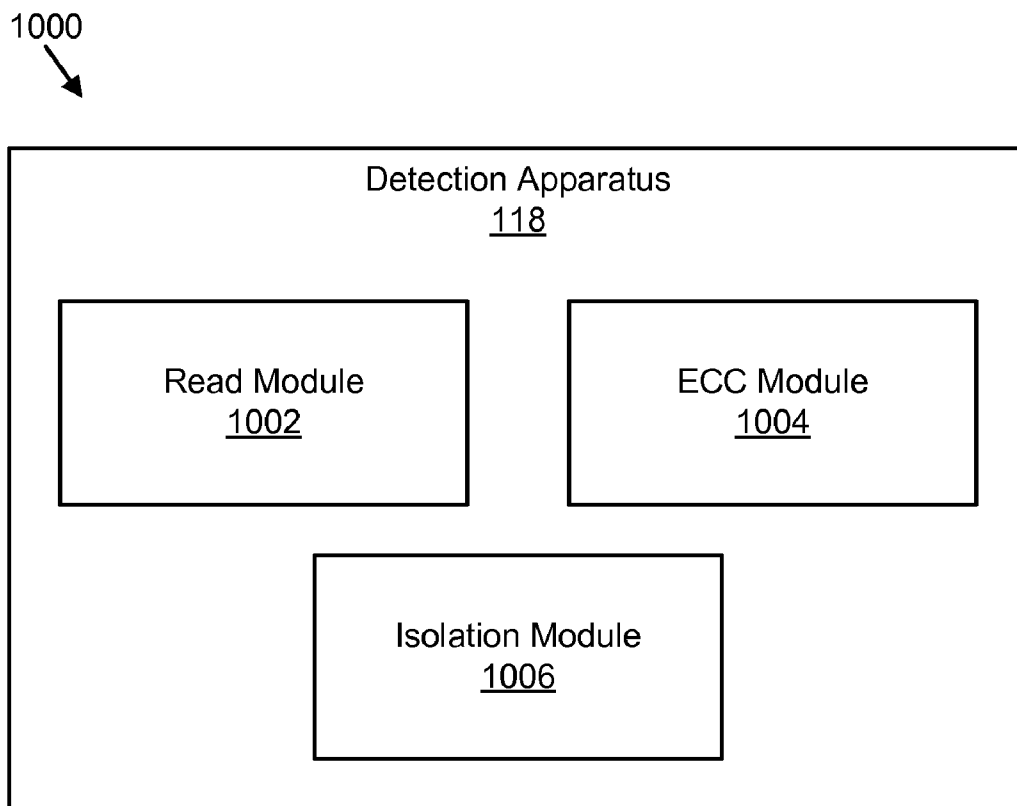 1000
Detection Apparatus
118
Read Module
1002
ECC Module
1004
Isolation Module
1006